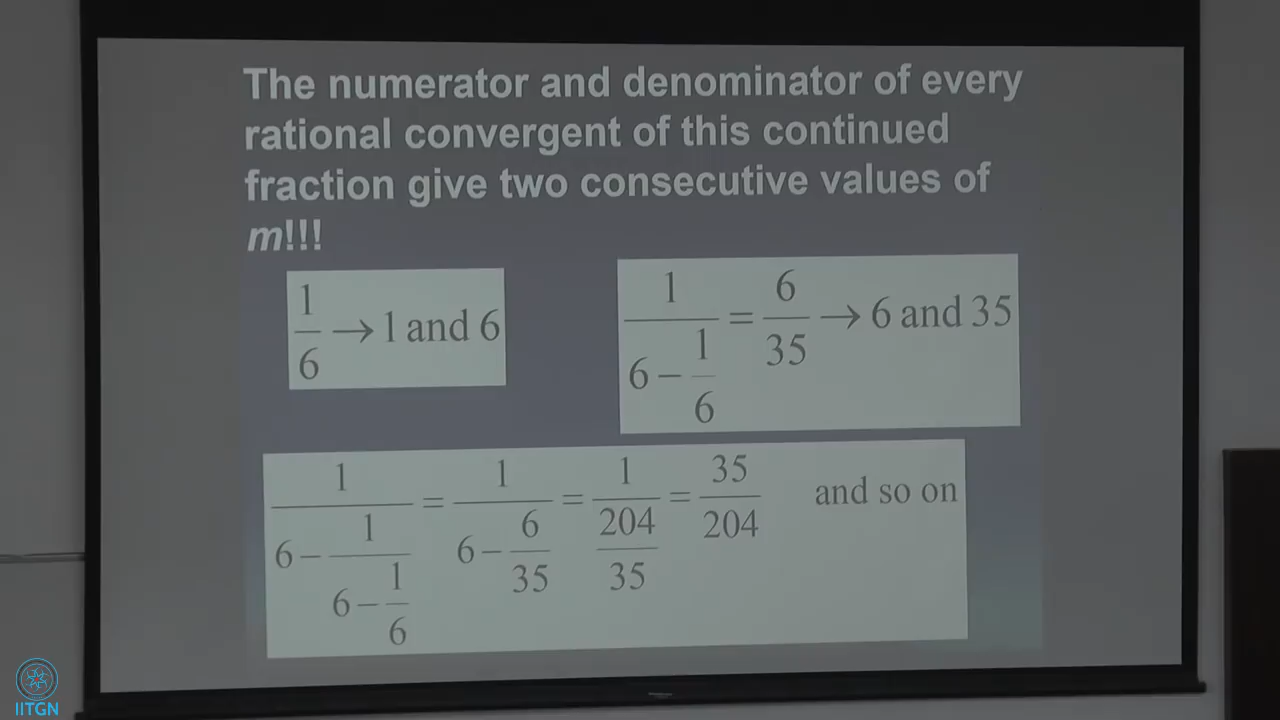 The numerator and denominator of every
rational convergent of this continued
fraction give two consecutive values of
m!!!
1/6 → 1 and 6
1/(6 − 1/6) = 6/35 → 6 and 35
1/(6 − 1/(6 − 1/6)) = 1/(6 − 6/35) = 1/(204/35) = 35/204 and so on
IITGN